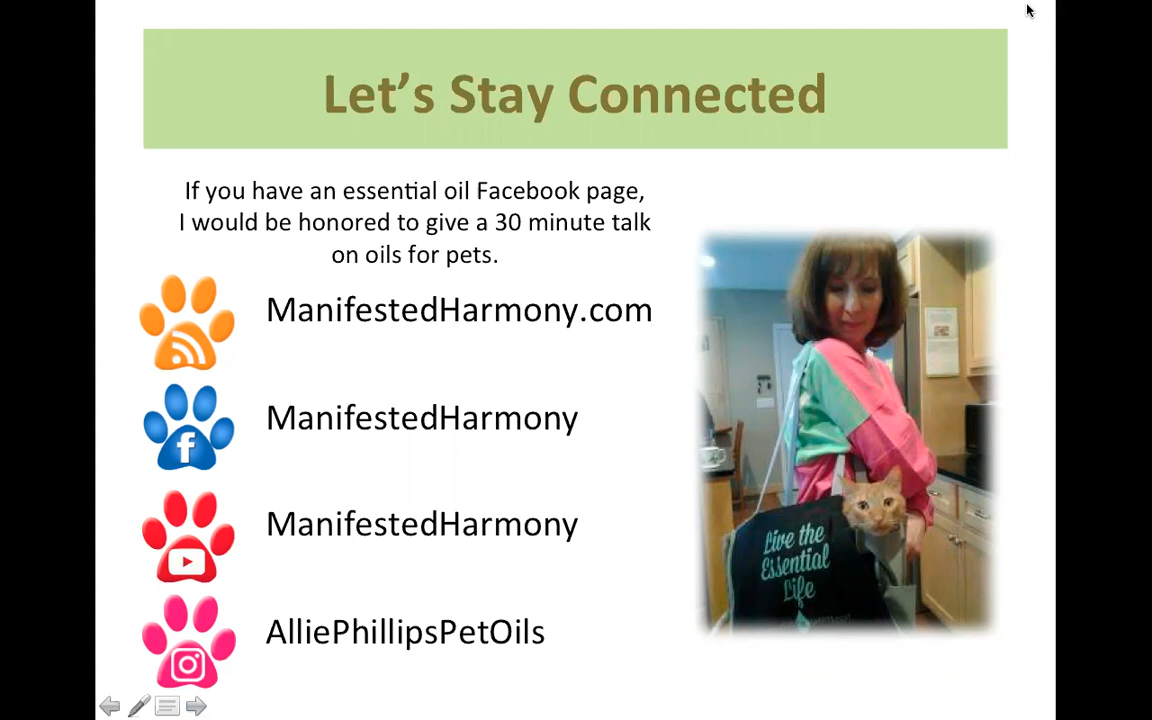 Let’s Stay Connected
If you have an essential oil Facebook page,
I would be honored to give a 30 minute talk
on oils for pets.
ManifestedHarmony.com
ManifestedHarmony
ManifestedHarmony
AlliePhillipsPetOils
Live the
Essential
Life